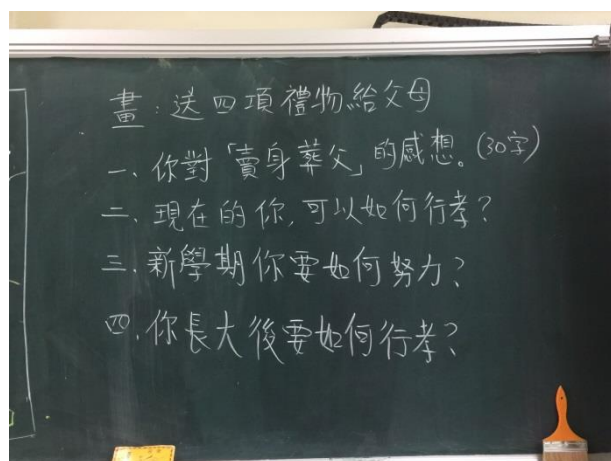 畫:送四項禮物給父母
一、你對「賣身葬父」的感想。(30字)
二、現在的你,可以如何行孝?
三、新學期你要如何努力?
四、你長大後要如何行孝?